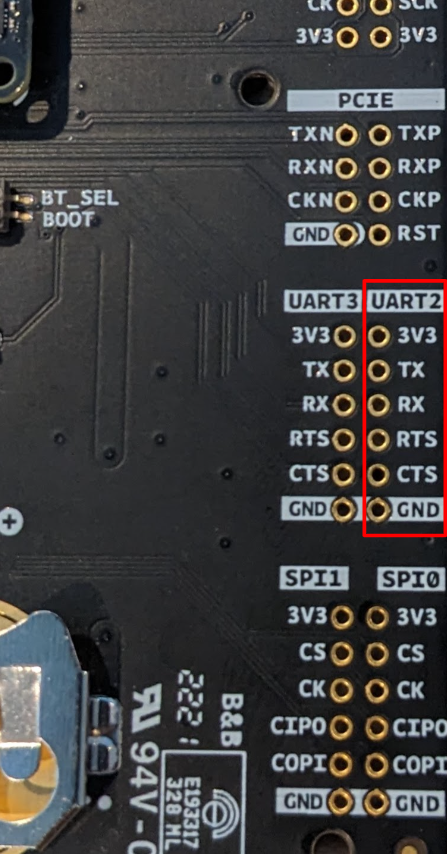 CK SCK
3V3 3V3
PCIE
TXN TXP
RXN RXP
CKN CKP
GND RST
BT_SEL
BOOT
UART3 UART2
3V3 3V3
TX TX
RX RX
RTS RTS
CTS CTS
GND GND
SPI1 SPI0
3V3 3V3
CS CS
CK CK
CIPO CIPO
COPI COPI
GND GND
2221
B&B
94V-0
E193317
328 ML